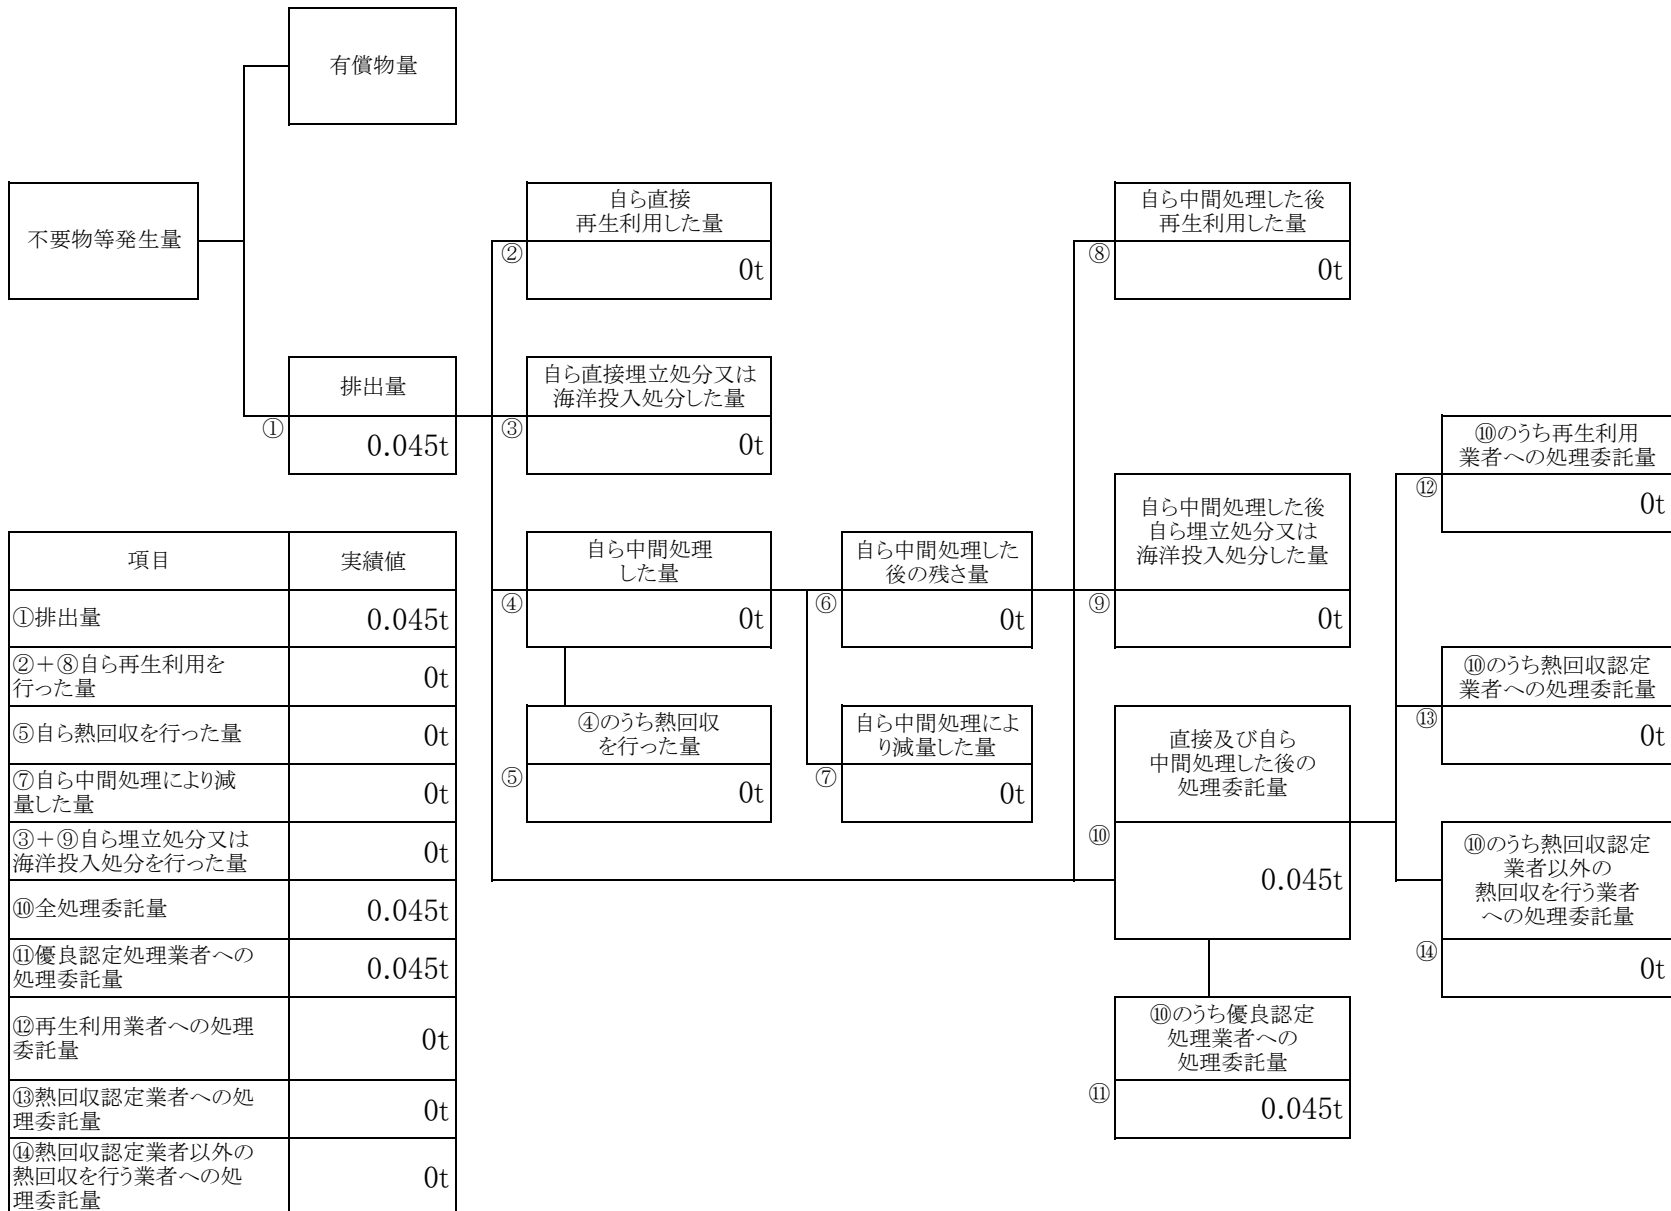 有償物量
不要物等発生量
排出量
①
0.045t
自ら直接
再生利用した量
②
0t
自ら直接埋立処分又は
海洋投入処分した量
③
0t
自ら中間処理
した量
④
0t
④のうち熱回収
を行った量
⑤
0t
自ら中間処理した
後の残さ量
⑥
0t
自ら中間処理によ
り減量した量
⑦
0t
自ら中間処理した後
再生利用した量
⑧
0t
自ら中間処理した後
自ら埋立処分又は
海洋投入処分した量
⑨
0t
直接及び自ら
中間処理した後の
処理委託量
⑩
0.045t
⑩のうち優良認定
処理業者への
処理委託量
⑪
0.045t
⑩のうち再生利用
業者への処理委託量
⑫
0t
⑩のうち熱回収認定
業者への処理委託量
⑬
0t
⑩のうち熱回収認定
業者以外の
熱回収を行う業者
への処理委託量
⑭
0t
項目 実績値
①排出量 0.045t
②＋⑧自ら再生利用を
行った量 0t
⑤自ら熱回収を行った量 0t
⑦自ら中間処理により減
量した量 0t
③＋⑨自ら埋立処分又は
海洋投入処分を行った量 0t
⑩全処理委託量 0.045t
⑪優良認定処理業者への
処理委託量 0.045t
⑫再生利用業者への処理
委託量 0t
⑬熱回収認定業者への処
理委託量 0t
⑭熱回収認定業者以外の
熱回収を行う業者への処
理委託量 0t